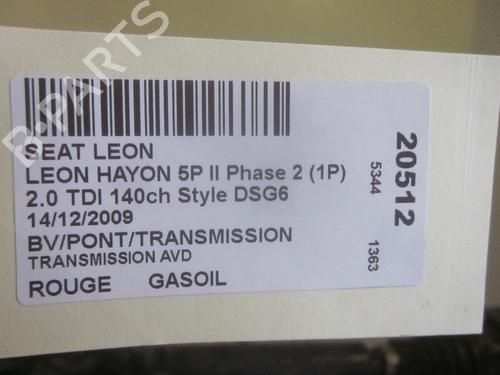 B-PARTS
SEAT LEON
LEON HAYON 5P II Phase 2 (1P)
2.0 TDI 140ch Style DSG6
14/12/2009
BV/PONT/TRANSMISSION
TRANSMISSION AVD
ROUGE GASOIL
20512
5344 1363